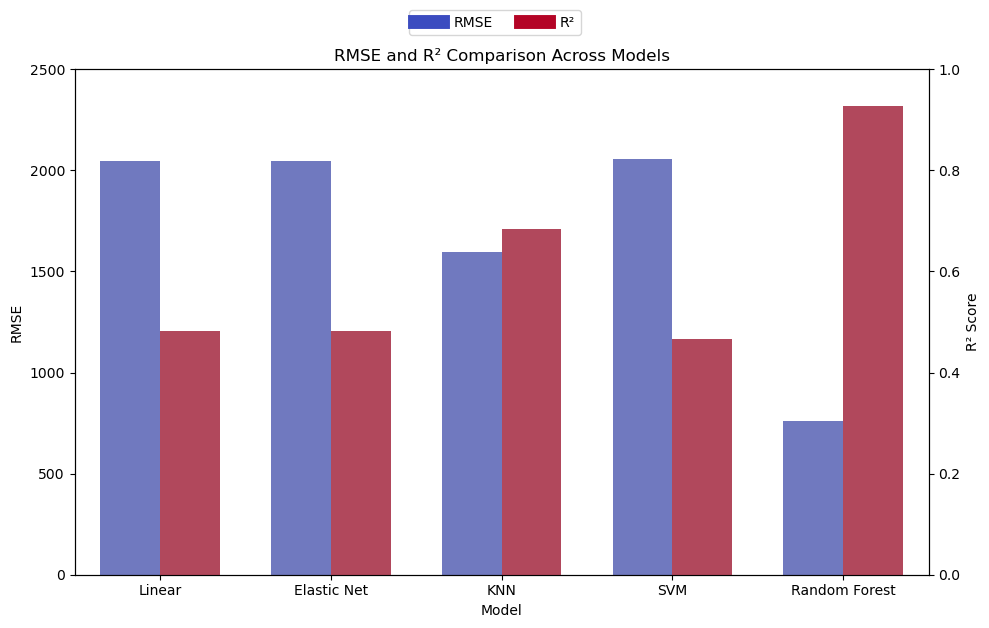 RMSE R²
RMSE and R² Comparison Across Models
2500
2000
1500
1000
500
0
RMSE
1.0
0.8
0.6
0.4
0.2
0.0
R² Score
Linear Elastic Net KNN SVM Random Forest
Model